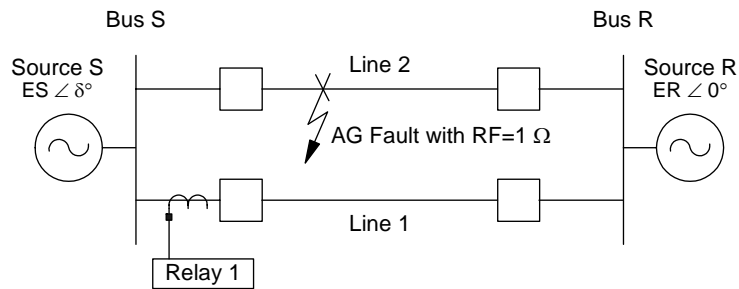 Bus S
Bus R
Source S
ES ∠ δ°
Line 2
Source R
ER ∠ 0°
AG Fault with RF=1 Ω
Line 1
Relay 1